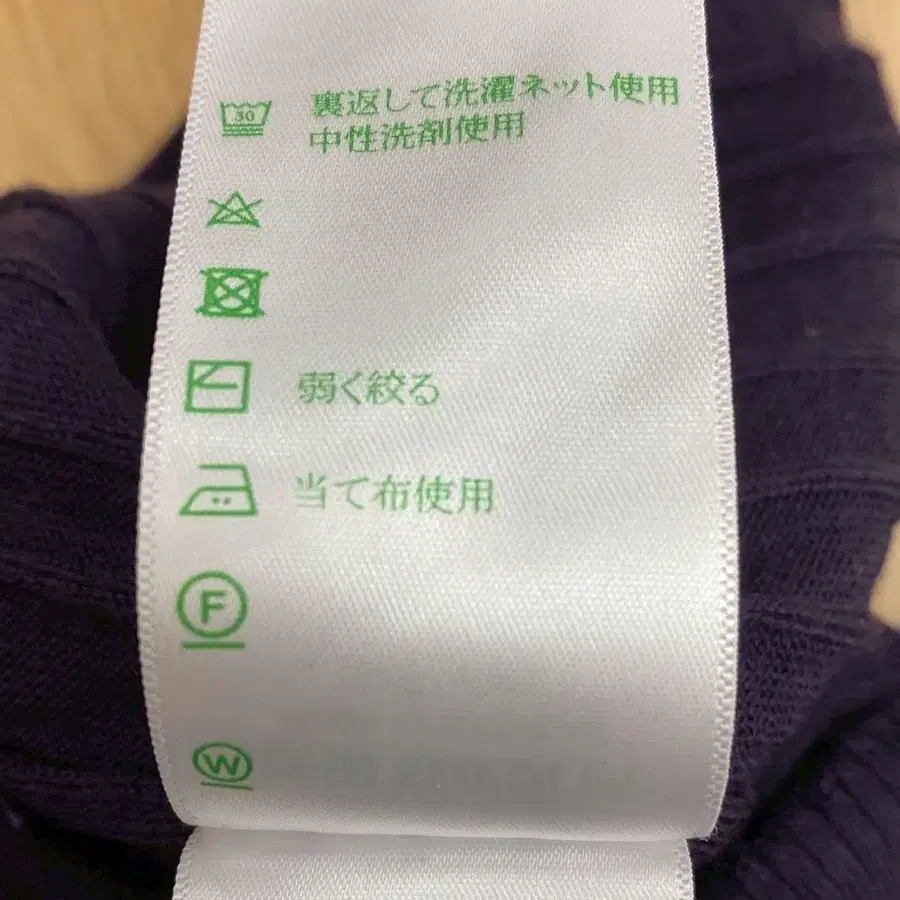 30
裏返して洗濯ネット使用
中性洗剤使用
弱く絞る
当て布使用
F
W